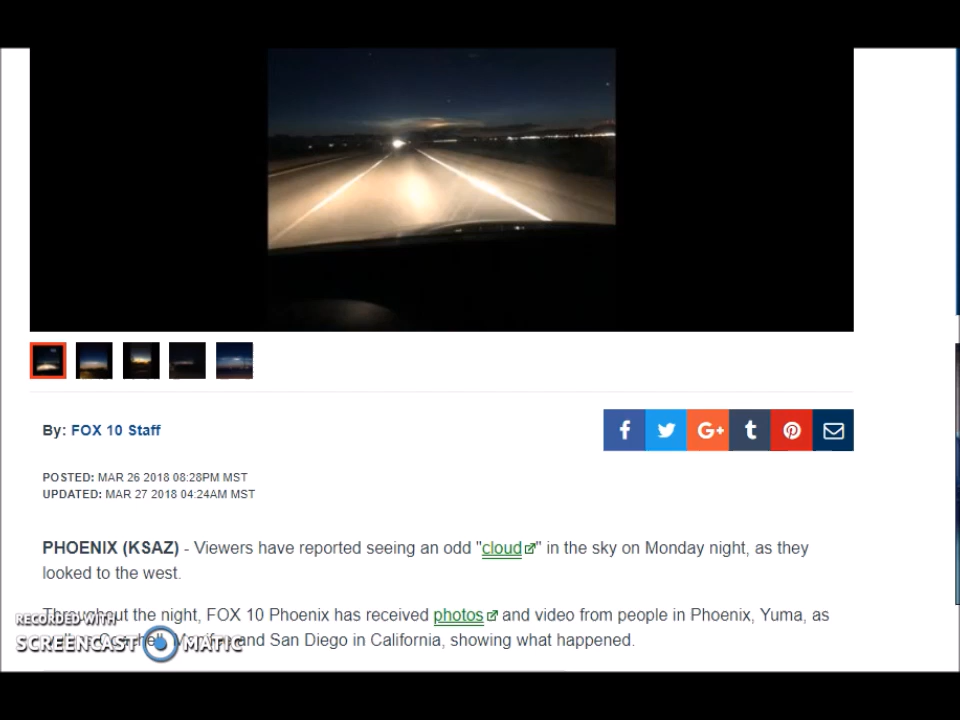 By: FOX 10 Staff
f G+ t
POSTED: MAR 26 2018 08:28PM MST
UPDATED: MAR 27 2018 04:24AM MST
PHOENIX (KSAZ) - Viewers have reported seeing an odd "cloud" in the sky on Monday night, as they
looked to the west.
Throughout the night, FOX 10 Phoenix has received photos and video from people in Phoenix, Yuma, as
and San Diego in California, showing what happened.
RECORDED WITH
SCREENCAST MATIC